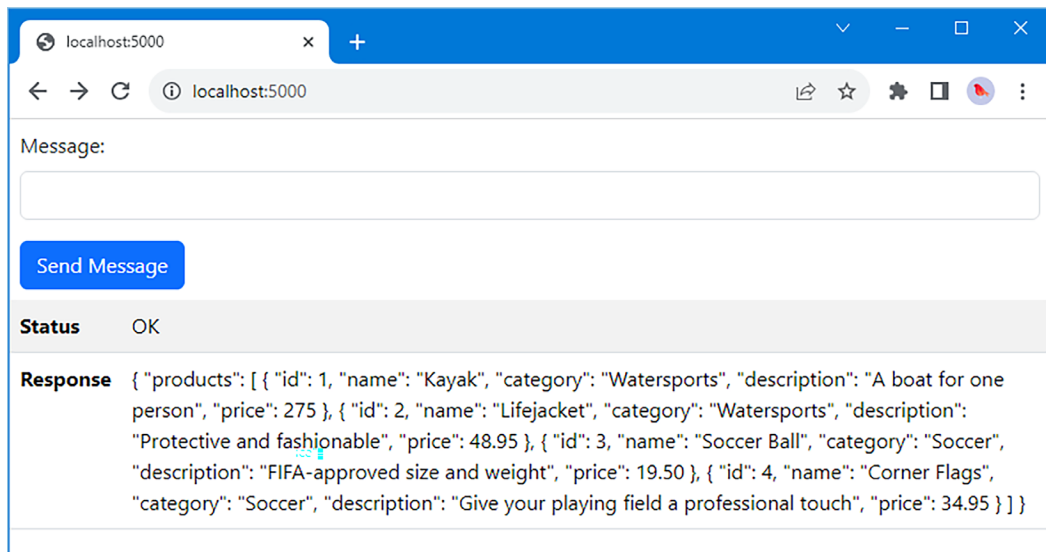 localhost:5000
localhost:5000
Message:
Send Message
Status OK
Response { "products": [ { "id": 1, "name": "Kayak", "category": "Watersports", "description": "A boat for one
person", "price": 275 }, { "id": 2, "name": "Lifejacket", "category": "Watersports", "description":
"Protective and fashionable", "price": 48.95 }, { "id": 3, "name": "Soccer Ball", "category": "Soccer",
"description": "FIFA-approved size and weight", "price": 19.50 }, { "id": 4, "name": "Corner Flags",
"category": "Soccer", "description": "Give your playing field a professional touch", "price": 34.95 } ] }